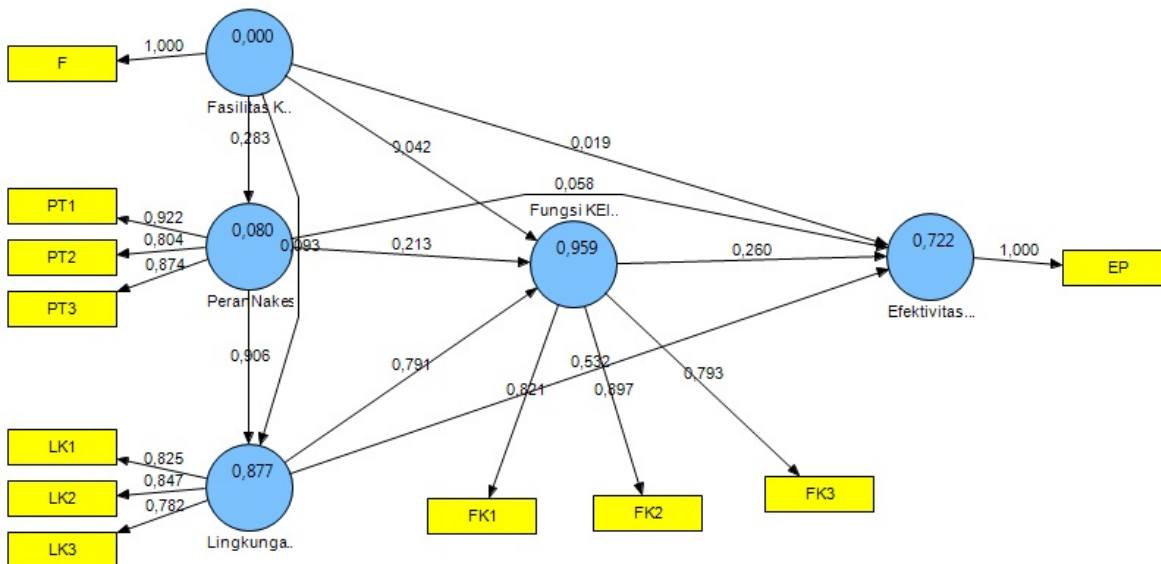 0,000
1,000
F
Fasilitas K..
0,283
0,042
0,019
0,058
PT1
0,922
Fungsi KEl..
PT2
0,804
0,080
0,093
0,213
0,959
0,260
0,722
1,000
EP
0,874
PT3
Peran Nakes
Efektivitas...
0,906
0,791
0,532
0,821
0,897
0,793
LK1
0,825
0,877
LK2
0,847
LK3
0,782
Lingkunga..
FK1
FK2
FK3